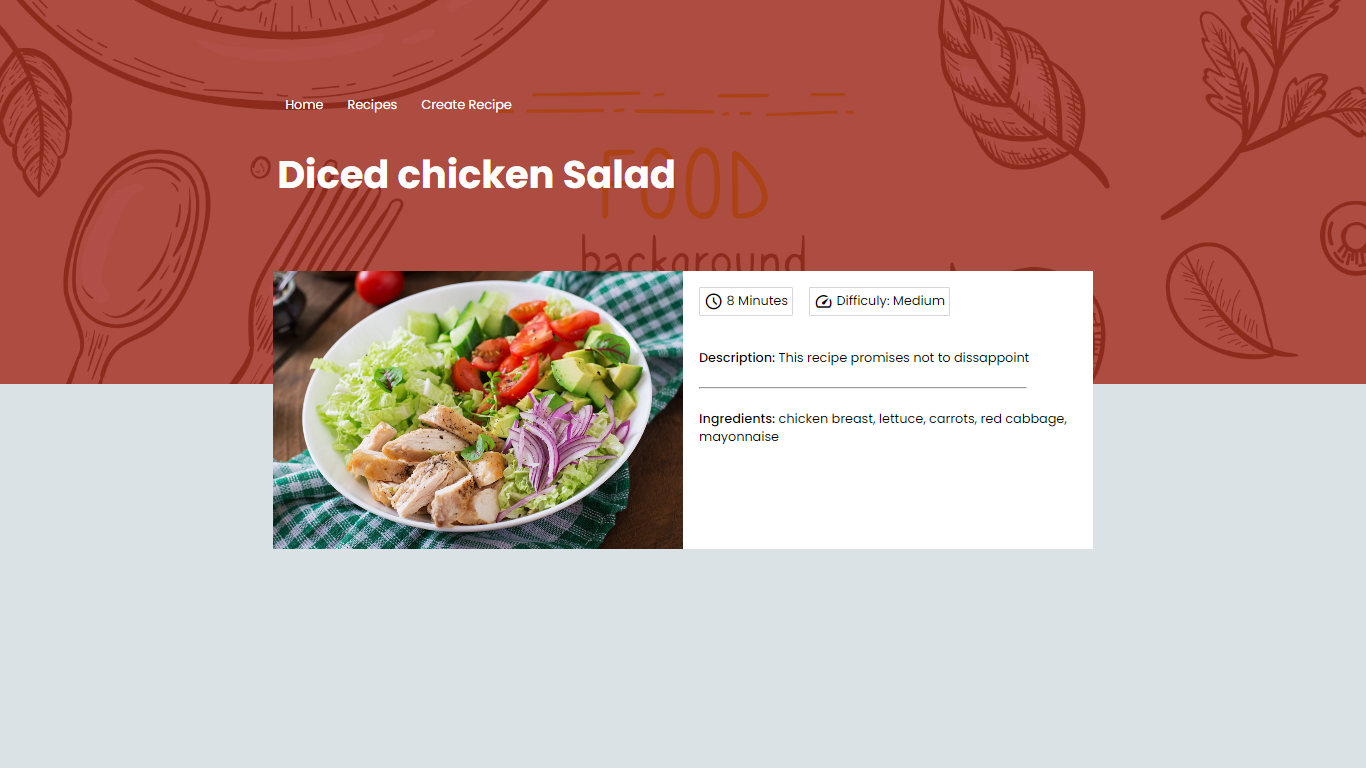 Home Recipes Create Recipe
Diced chicken Salad
FOOD
background
8 Minutes Difficuly: Medium
Description: This recipe promises not to dissappoint
Ingredients: chicken breast, lettuce, carrots, red cabbage,
mayonnaise